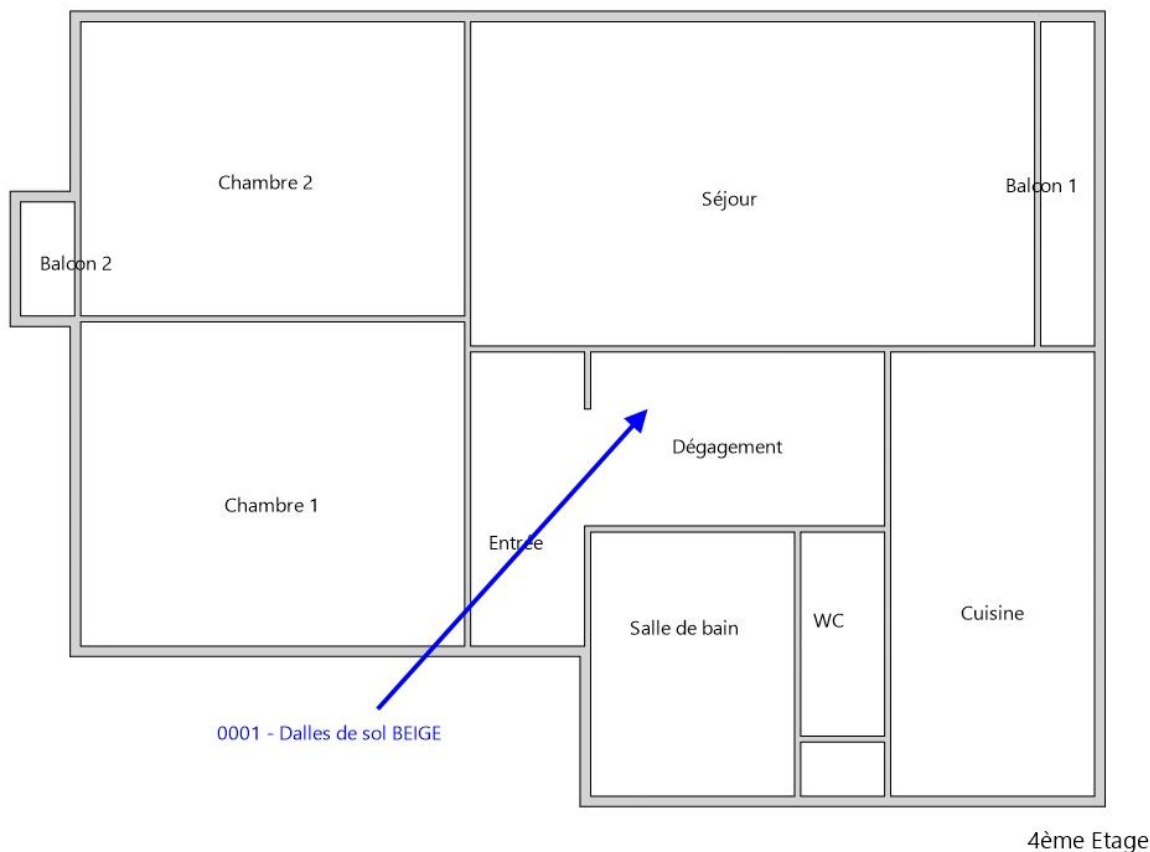 Chambre 2
Séjour
Balcon 1
Balcon 2
Dégagement
Chambre 1
Entrée
Salle de bain
WC
Cuisine
0001 - Dalles de sol BEIGE
4ème Etage